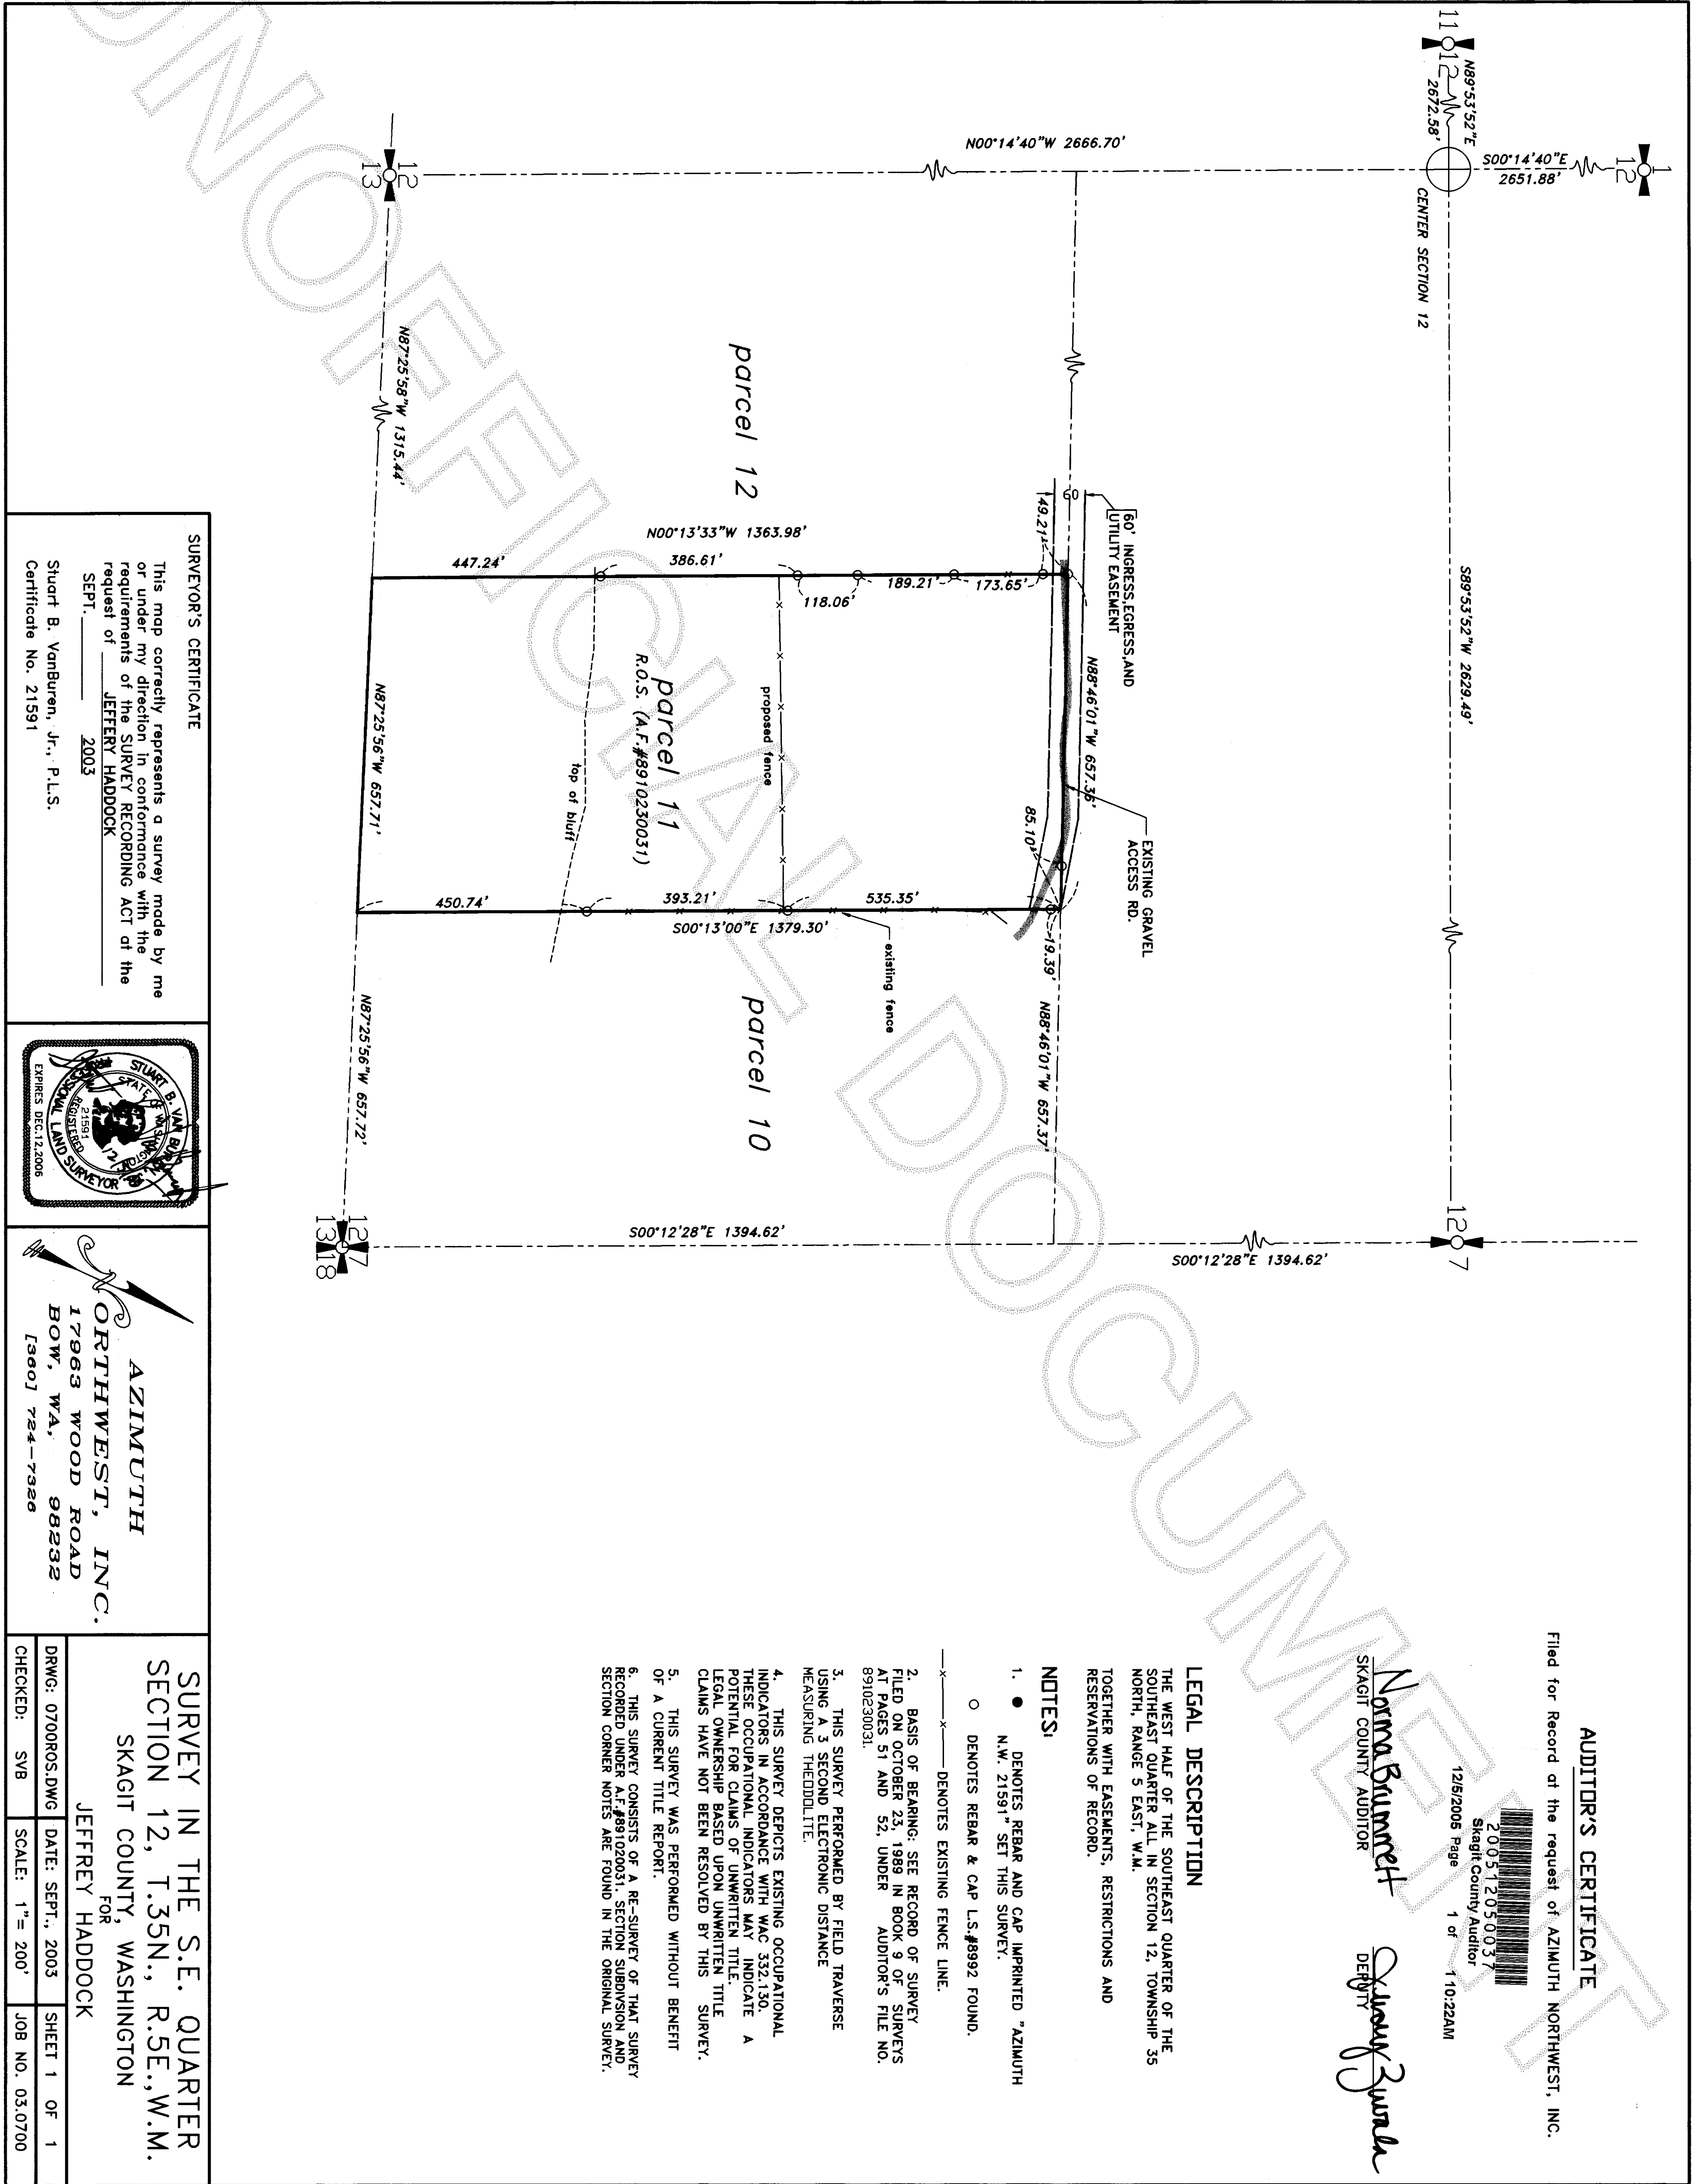 UNOFFICIAL DOCUMENT
AUDITOR'S CERTIFICATE
Filed for Record at the request of AZIMUTH NORTHWEST, INC.
200512050037
Skagit County Auditor
12/5/2005 Page 1 of 1 10:22AM
Norma Brummett
SKAGIT COUNTY AUDITOR
DEPUTY
LEGAL DESCRIPTION
THE WEST HALF OF THE SOUTHEAST QUARTER OF THE
SOUTHEAST QUARTER ALL IN SECTION 12, TOWNSHIP 35
NORTH, RANGE 5 EAST, W.M.
TOGETHER WITH EASEMENTS, RESTRICTIONS AND
RESERVATIONS OF RECORD.
NOTES:
1. ● DENOTES REBAR AND CAP IMPRINTED "AZIMUTH
N.W. 21591" SET THIS SURVEY.
○ DENOTES REBAR & CAP L.S.#8992 FOUND.
—x———x— DENOTES EXISTING FENCE LINE.
2. BASIS OF BEARING: SEE RECORD OF SURVEY
FILED ON OCTOBER 23, 1989 IN BOOK 9 OF SURVEYS
AT PAGES 51 AND 52, UNDER AUDITOR'S FILE NO.
8910230031.
3. THIS SURVEY PERFORMED BY FIELD TRAVERSE
USING A 3 SECOND ELECTRONIC DISTANCE
MEASURING THEODOLITE.
4. THIS SURVEY DEPICTS EXISTING OCCUPATIONAL
INDICATORS IN ACCORDANCE WITH WAC 332.130.
THESE OCCUPATIONAL INDICATORS MAY INDICATE A
POTENTIAL FOR CLAIMS OF UNWRITTEN TITLE.
LEGAL OWNERSHIP BASED UPON UNWRITTEN TITLE
CLAIMS HAVE NOT BEEN RESOLVED BY THIS SURVEY.
5. THIS SURVEY WAS PERFORMED WITHOUT BENEFIT
OF A CURRENT TITLE REPORT.
6. THIS SURVEY CONSISTS OF A RE-SURVEY OF THAT SURVEY
RECORDED UNDER A.F.#891020031. SECTION SUBDIVSION AND
SECTION CORNER NOTES ARE FOUND IN THE ORIGINAL SURVEY.
1
12
S00°14'40"E
2651.88'
11 12
N89°53'52"E
2672.58'
CENTER SECTION 12
S89°53'52"W 2629.49'
12 7
N00°14'40"W 2666.70'
S00°12'28"E 1394.62'
60' INGRESS,EGRESS,AND
UTILITY EASEMENT
60
N88°46'01"W 657.36'
EXISTING GRAVEL
ACCESS RD.
N88°46'01"W 657.37'
49.21'
85.10'
19.39'
173.65'
189.21'
118.06'
386.61'
447.24'
N00°13'33"W 1363.98'
parcel 12
proposed fence
parcel 11
R.O.S. (A.F.#8910230031)
top of bluff
existing fence
535.35'
393.21'
450.74'
S00°13'00"E 1379.30'
parcel 10
S00°12'28"E 1394.62'
12
13
N87°25'58"W 1315.44'
N87°25'56"W 657.71'
N87°25'56"W 657.72'
12 7
13 18
SURVEYOR'S CERTIFICATE
This map correctly represents a survey made by me
or under my direction in conformance with the
requirements of the SURVEY RECORDING ACT at the
request of JEFFERY HADDOCK
SEPT. 2003
Stuart B. VanBuren, Jr., P.L.S.
Certificate No. 21591
STUART B. VAN BUREN
STATE OF WASHINGTON
21591
REGISTERED
PROFESSIONAL LAND SURVEYOR
EXPIRES DEC.12,2006
AZIMUTH
NORTHWEST, INC.
17963 WOOD ROAD
BOW, WA, 98232
[360] 724-7326
SURVEY IN THE S.E. QUARTER
SECTION 12, T.35N., R.5E.,W.M.
SKAGIT COUNTY, WASHINGTON
FOR
JEFFREY HADDOCK
DRWG: 0700ROS.DWG DATE: SEPT., 2003 SHEET 1 OF 1
CHECKED: SVB SCALE: 1"= 200' JOB NO. 03.0700